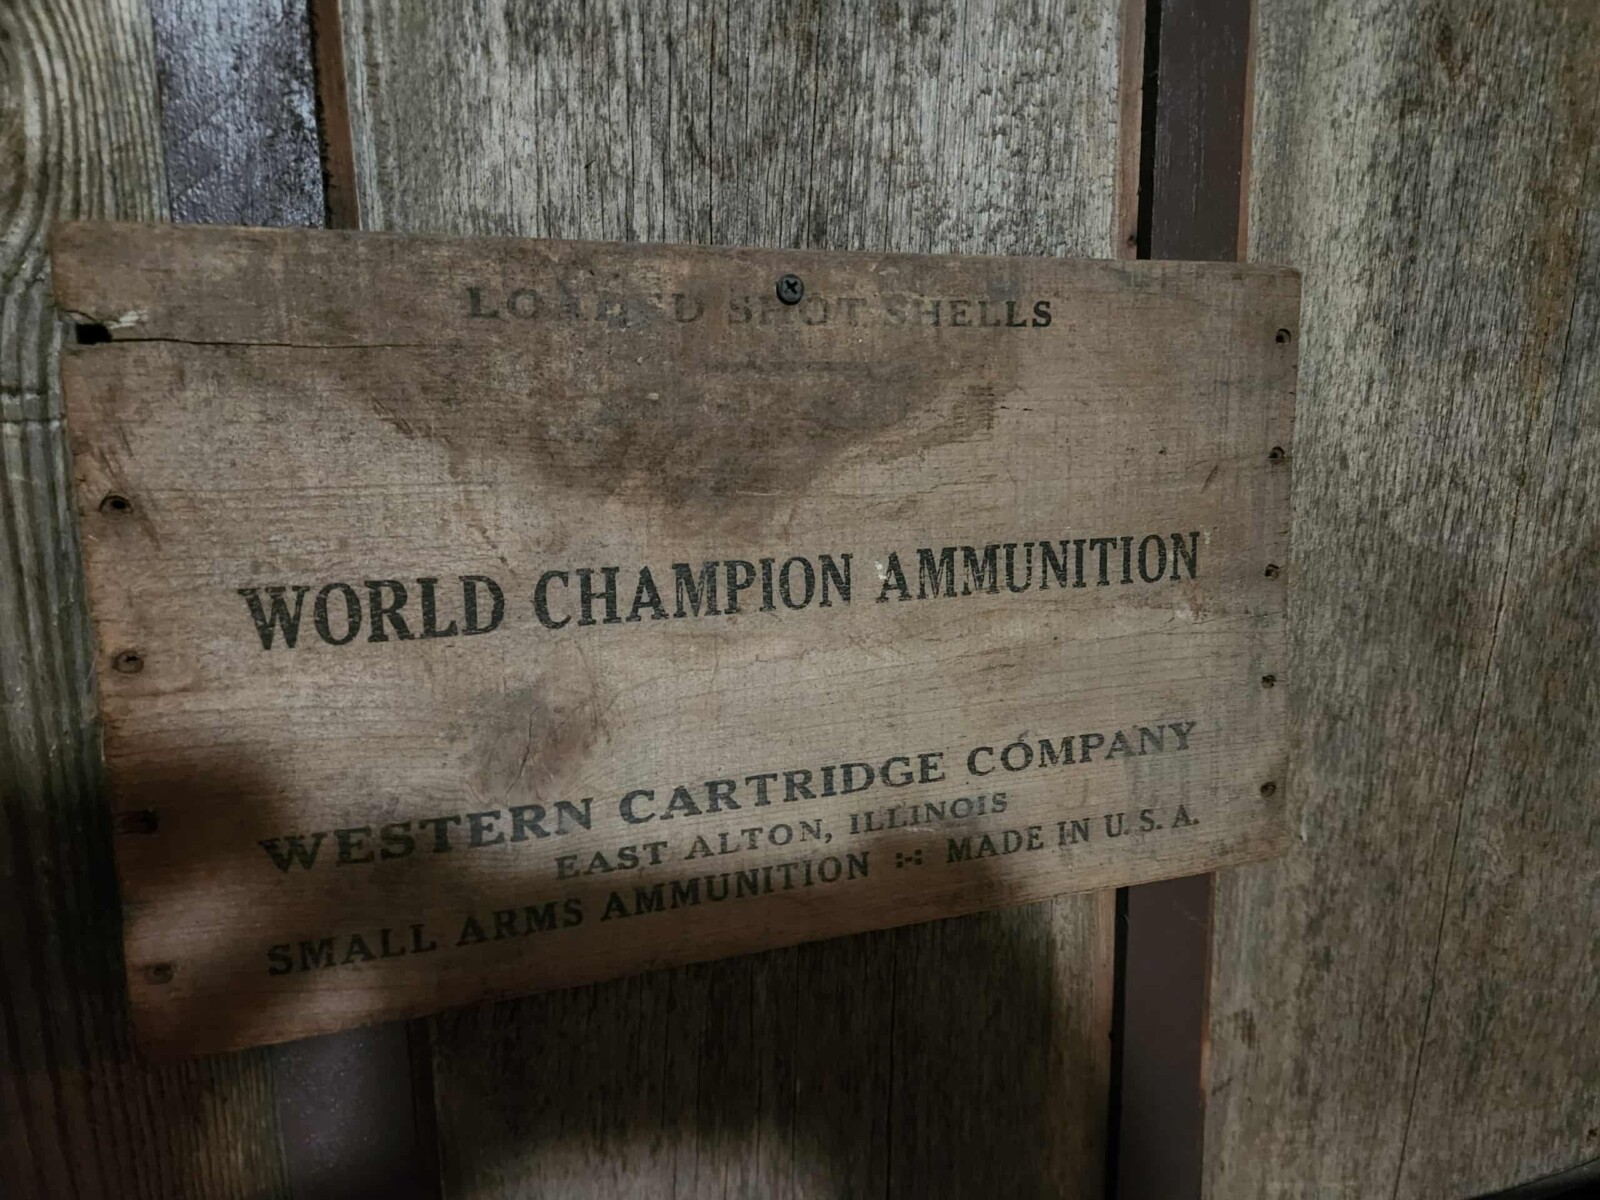 LOADED SHOT SHELLS
WORLD CHAMPION AMMUNITION
WESTERN CARTRIDGE COMPANY
EAST ALTON, ILLINOIS
SMALL ARMS AMMUNITION :-: MADE IN U. S. A.